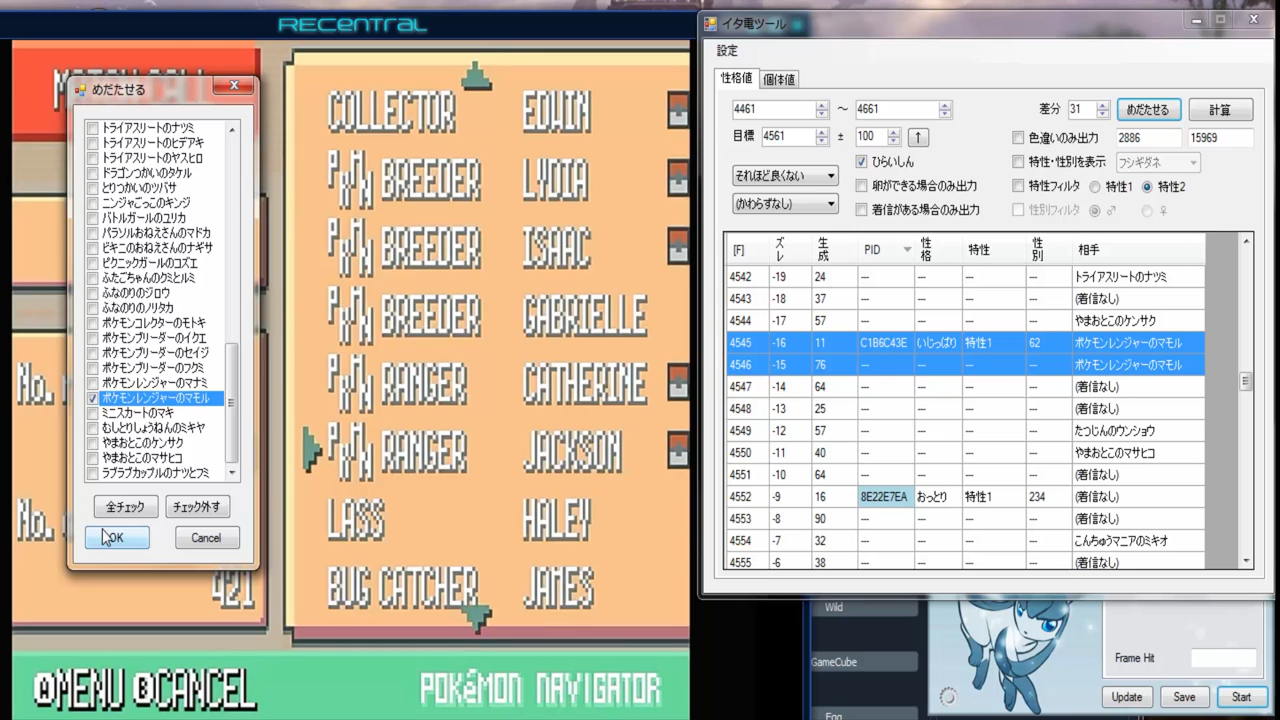 RECentral
めだたせる
トライアスリートのナツミ
トライアスリートのヒデアキ
トライアスリートのヤスヒロ
ドラゴンつかいのタケル
とりつかいのツバサ
ニンジャごっこのキンジ
バトルガールのユリカ
パラソルおねえさんのマドカ
ビキニのおねえさんのナギサ
ピクニックガールのコズエ
ふたごちゃんのクミとルミ
ふなのりのジロウ
ふなのりのノリタカ
ポケモンコレクターのモトキ
ポケモンブリーダーのイクエ
ポケモンブリーダーのセイジ
ポケモンブリーダーのフクミ
ポケモンレンジャーのマナミ
ポケモンレンジャーのマモル
ミニスカートのマキ
むしとりしょうねんのミキヤ
やまおとこのケンサク
やまおとこのマサヒコ
ラブラブカップルのナツとフミ
全チェック チェック外す
OK Cancel
No.
No.
421
COLLECTOR EDWIN
PKMN BREEDER LYDIA
PKMN BREEDER ISAAC
PKMN BREEDER GABRIELLE
PKMN RANGER CATHERINE
PKMN RANGER JACKSON
LASS HALEY
BUG CATCHER JAMES
ⒶMENU ⒷCANCEL POKéMON NAVIGATOR
イタ電ツール
設定
性格値 個体値
4461 ～ 4661 差分 31 めだたせる 計算
目標 4561 ± 100 ↑ 色違いのみ出力 2886 15969
それほど良くない ひらいしん 特性・性別を表示 フシギダネ
卵ができる場合のみ出力 特性フィルタ 特性1 特性2
(かわらずなし) 着信がある場合のみ出力 性別フィルタ ♂ ♀
[F] ズレ 生成 PID 性格 特性 性別 相手
4542 -19 24 --- --- --- --- トライアスリートのナツミ
4543 -18 37 --- --- --- --- (着信なし)
4544 -17 57 --- --- --- --- やまおとこのケンサク
4545 -16 11 C1B6C43E いじっぱり 特性1 62 ポケモンレンジャーのマモル
4546 -15 76 --- --- --- --- ポケモンレンジャーのマモル
4547 -14 64 --- --- --- --- (着信なし)
4548 -13 25 --- --- --- --- (着信なし)
4549 -12 57 --- --- --- --- たつじんのウンショウ
4550 -11 40 --- --- --- --- やまおとこのマサヒコ
4551 -10 64 --- --- --- --- (着信なし)
4552 -9 16 8E22E7EA おっとり 特性1 234 (着信なし)
4553 -8 90 --- --- --- --- (着信なし)
4554 -7 32 --- --- --- --- こんちゅうマニアのミキオ
4555 -6 38 --- --- --- --- (着信なし)
Wild
GameCube
Egg
Frame Hit
Update Save Start